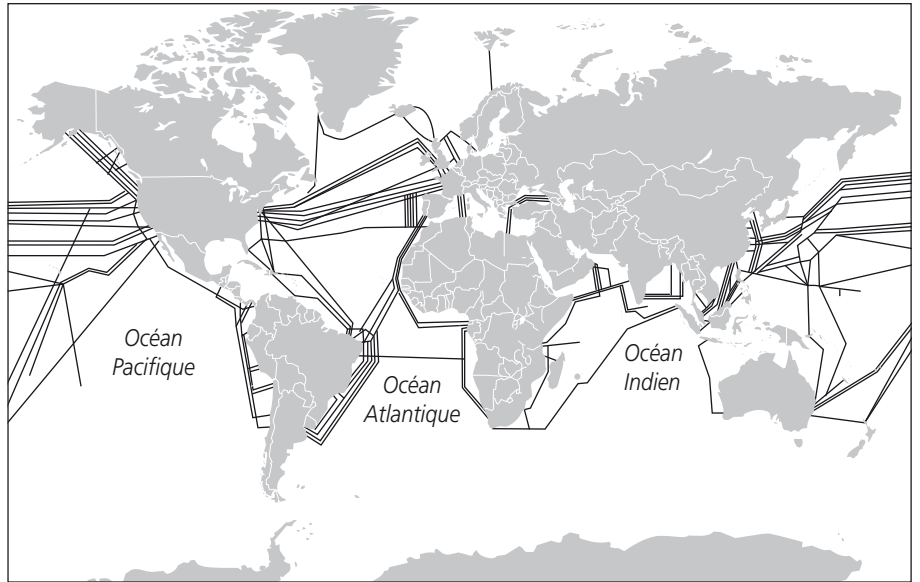 Océan
Pacifique
Océan
Atlantique
Océan
Indien